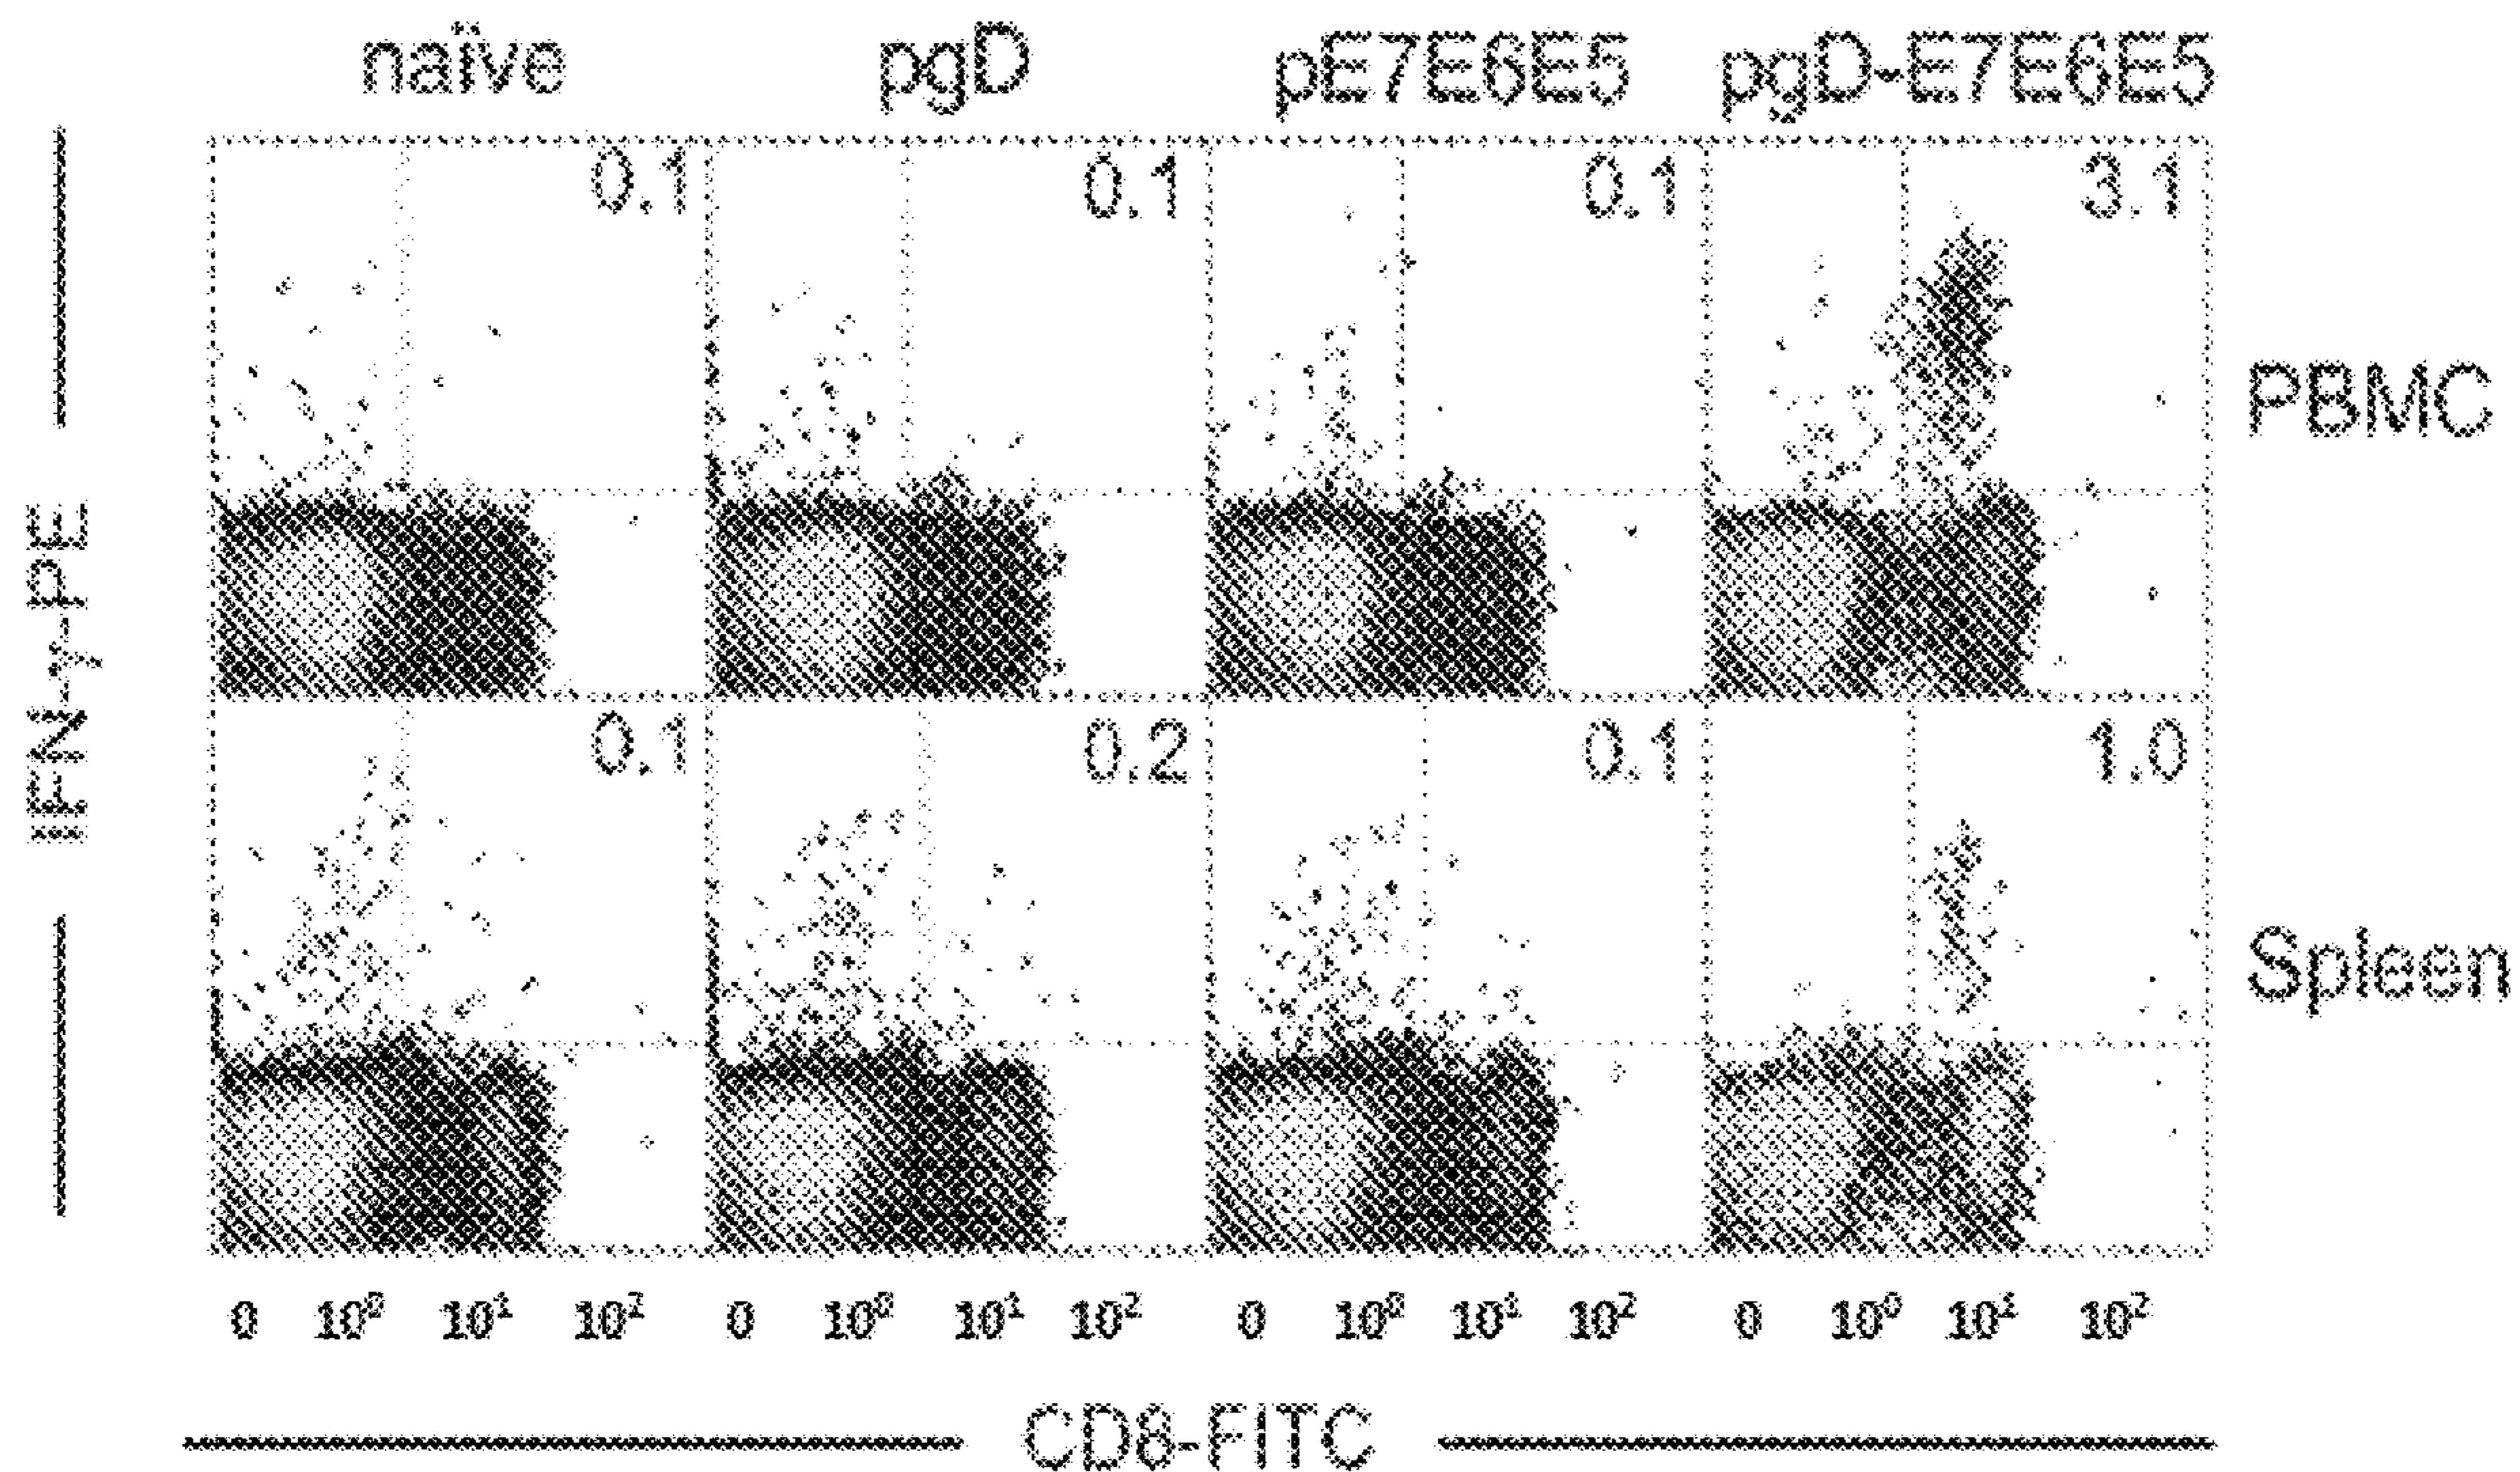 naïve pgD pE7E6E5 pgD-E7E6E5
0.1 0.1 0.1 3.1
PBMC
IFN-γ-PE
0.1 0.2 0.1 1.0
Spleen
0 10⁰ 10¹ 10² 0 10⁰ 10¹ 10² 0 10⁰ 10¹ 10² 0 10⁰ 10¹ 10²
CD8-FITC